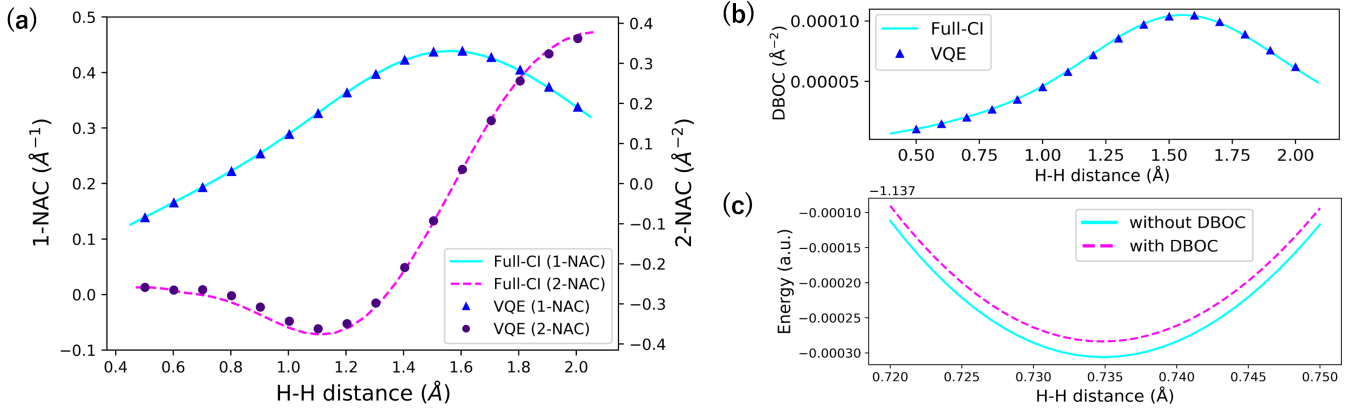 (a)
0.5
0.4
0.3
0.2
0.1
0.0
−0.1
1-NAC (Å⁻¹)
0.4
0.3
0.2
0.1
0.0
−0.1
−0.2
−0.3
−0.4
2-NAC (Å⁻²)
Full-CI (1-NAC)
Full-CI (2-NAC)
VQE (1-NAC)
VQE (2-NAC)
0.4 0.6 0.8 1.0 1.2 1.4 1.6 1.8 2.0
H-H distance (Å)
(b)
DBOC (Å⁻²)
0.00010
0.00005
Full-CI
VQE
0.50 0.75 1.00 1.25 1.50 1.75 2.00
H-H distance (Å)
(c)
−1.137
Energy (a.u.)
−0.00010
−0.00015
−0.00020
−0.00025
−0.00030
without DBOC
with DBOC
0.720 0.725 0.730 0.735 0.740 0.745 0.750
H-H distance (Å)